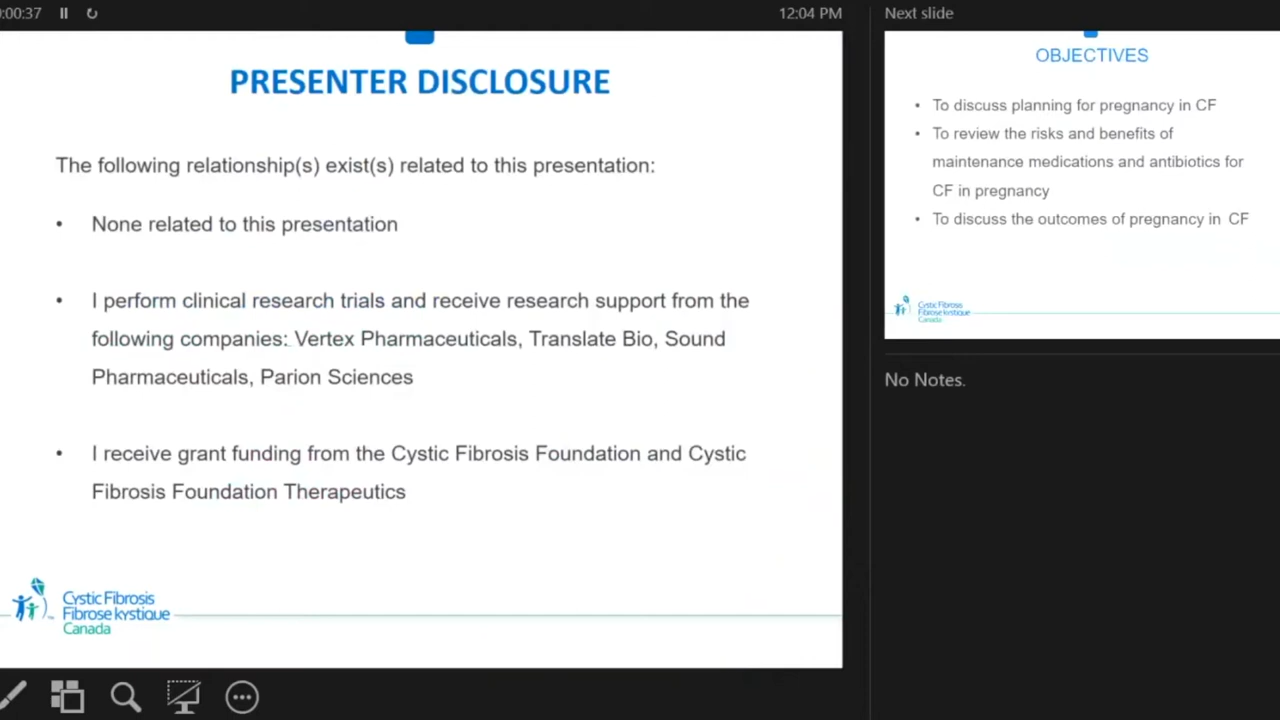 :00:37
12:04 PM
Next slide
PRESENTER DISCLOSURE
The following relationship(s) exist(s) related to this presentation:
• None related to this presentation
• I perform clinical research trials and receive research support from the
following companies: Vertex Pharmaceuticals, Translate Bio, Sound
Pharmaceuticals, Parion Sciences
• I receive grant funding from the Cystic Fibrosis Foundation and Cystic
Fibrosis Foundation Therapeutics
Cystic Fibrosis
Fibrose kystique
Canada
OBJECTIVES
• To discuss planning for pregnancy in CF
• To review the risks and benefits of
maintenance medications and antibiotics for
CF in pregnancy
• To discuss the outcomes of pregnancy in CF
Cystic Fibrosis
Fibrose kystique
Canada
No Notes.